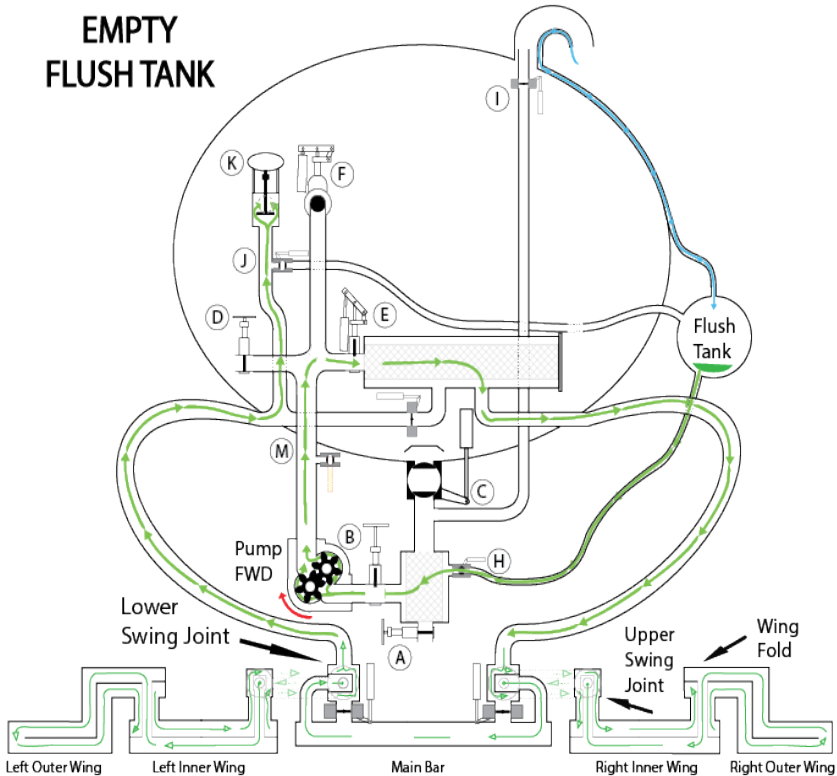 EMPTY
FLUSH TANK
I
K
F
J
D
E
Flush
Tank
M
C
B
Pump
FWD
H
Lower
Swing Joint
A
Upper
Swing
Joint
Wing
Fold
Left Outer Wing
Left Inner Wing
Main Bar
Right Inner Wing
Right Outer Wing